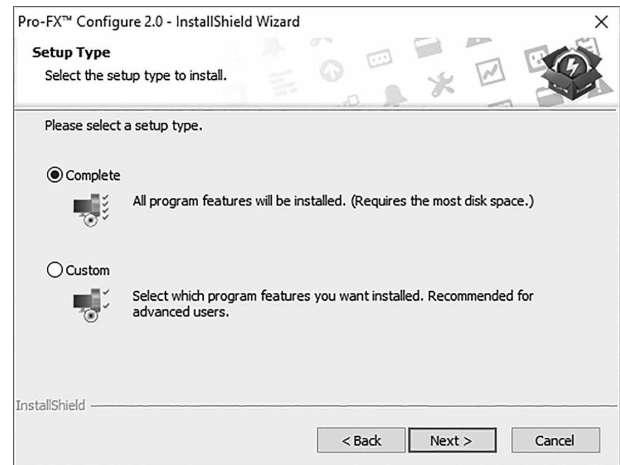 Pro-FX™ Configure 2.0 - InstallShield Wizard
Setup Type
Select the setup type to install.
Please select a setup type.
Complete
All program features will be installed. (Requires the most disk space.)
Custom
Select which program features you want installed. Recommended for
advanced users.
InstallShield
< Back Next > Cancel